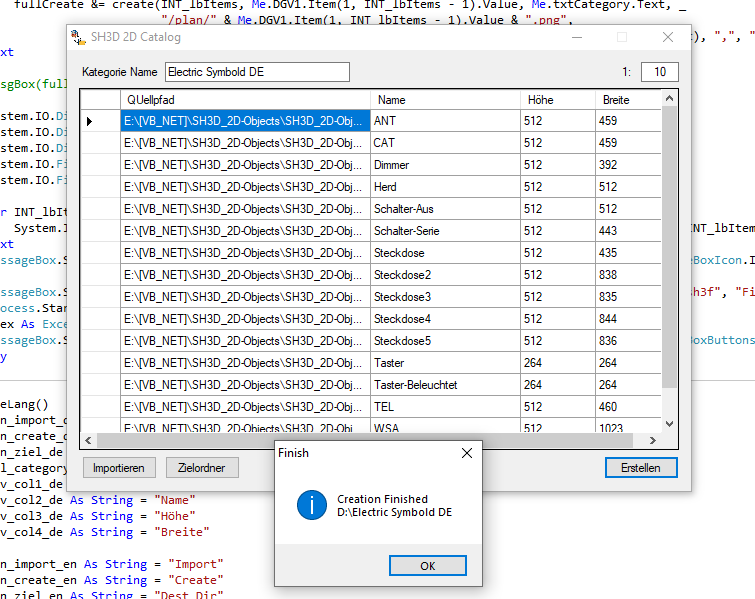 fullCreate &= create(INT_lbItems, Me.DGV1.Item(1, INT_lbItems - 1).Value, Me.txtCategory.Text, _
"/plan/" & Me.DGV1.Item(1, INT_lbItems - 1).Value & ".png",
SH3D 2D Catalog
), ",", "
xt
Kategorie Name Electric Symbold DE 1: 10
sgBox(ful
QUellpfad Name Höhe Breite
E:\[VB_NET]\SH3D_2D-Objects\SH3D_2D-Obj... ANT 512 459
E:\[VB_NET]\SH3D_2D-Objects\SH3D_2D-Obj... CAT 512 459
E:\[VB_NET]\SH3D_2D-Objects\SH3D_2D-Obj... Dimmer 512 392
E:\[VB_NET]\SH3D_2D-Objects\SH3D_2D-Obj... Herd 512 512
E:\[VB_NET]\SH3D_2D-Objects\SH3D_2D-Obj... Schalter-Aus 512 512
E:\[VB_NET]\SH3D_2D-Objects\SH3D_2D-Obj... Schalter-Serie 512 443
E:\[VB_NET]\SH3D_2D-Objects\SH3D_2D-Obj... Steckdose 512 435
E:\[VB_NET]\SH3D_2D-Objects\SH3D_2D-Obj... Steckdose2 512 838
E:\[VB_NET]\SH3D_2D-Objects\SH3D_2D-Obj... Steckdose3 512 835
E:\[VB_NET]\SH3D_2D-Objects\SH3D_2D-Obj... Steckdose4 512 844
E:\[VB_NET]\SH3D_2D-Objects\SH3D_2D-Obj... Steckdose5 512 836
E:\[VB_NET]\SH3D_2D-Objects\SH3D_2D-Obj... Taster 264 264
E:\[VB_NET]\SH3D_2D-Objects\SH3D_2D-Obj... Taster-Beleuchtet 264 264
E:\[VB_NET]\SH3D_2D-Objects\SH3D_2D-Obj... TEL 512 460
E:\[VB_NET]\SH3D_2D-Objects\SH3D_2D-Obj... WSA 512 1023
Importieren Zielordner Erstellen
stem.IO.Di
stem.IO.Di
stem.IO.Di
stem.IO.Fi
stem.IO.Fi
r INT_lbIt
System.I NT_lbItem
xt
ssageBox.S eBoxIcon.I
ssageBox.S sh3f", "Fi
ocess.Star
ex As Exce
ssageBox.S BoxButtons
y
eLang()
n_import_d
n_create_d
n_ziel_de
l_category
v_col1_de
v_col2_de As String = "Name"
v_col3_de As String = "Höhe"
v_col4_de As String = "Breite"
n_import_en As String = "Import"
n_create_en As String = "Create"
n_ziel_en As String = "Dest Dir"
Finish
Creation Finished
D:\Electric Symbold DE
OK